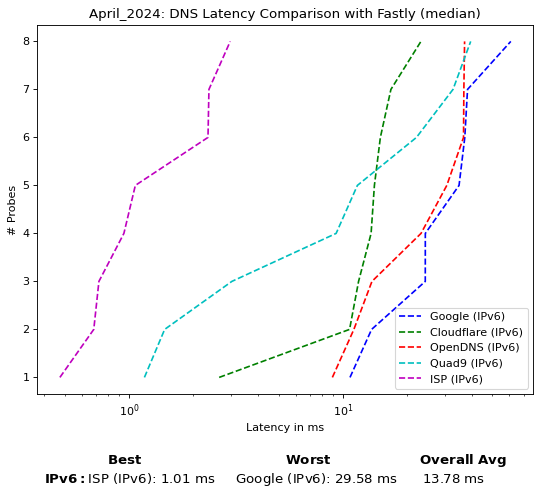 April_2024: DNS Latency Comparison with Fastly (median)
8
7
6
5
4
3
2
1
# Probes
Google (IPv6)
Cloudflare (IPv6)
OpenDNS (IPv6)
Quad9 (IPv6)
ISP (IPv6)
10⁰ 10¹
Latency in ms
Best Worst Overall Avg
IPv6: ISP (IPv6): 1.01 ms Google (IPv6): 29.58 ms 13.78 ms